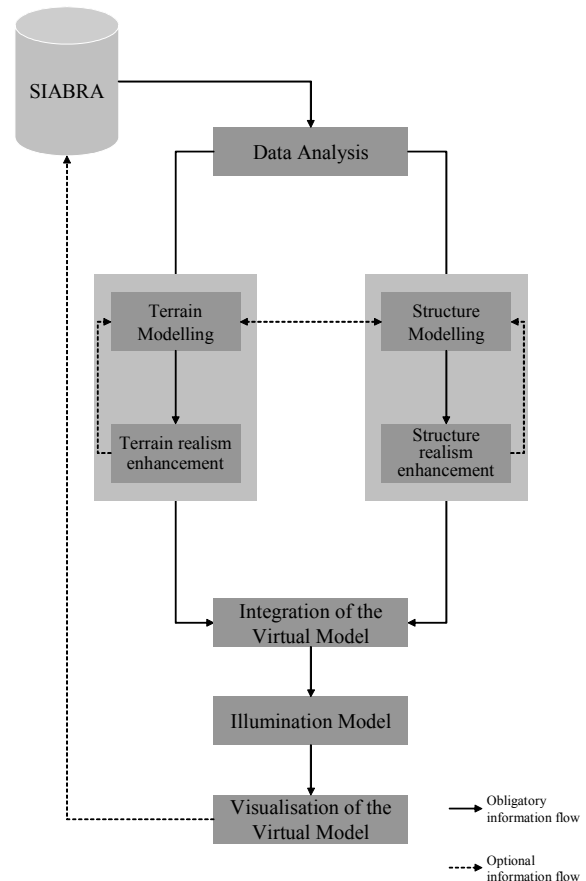 SIABRA
Data Analysis
Terrain
Modelling
Structure
Modelling
Terrain realism
enhancement
Structure
realism
enhancement
Integration of the
Virtual Model
Illumination Model
Visualisation of the
Virtual Model
Obligatory
information flow
Optional
information flow